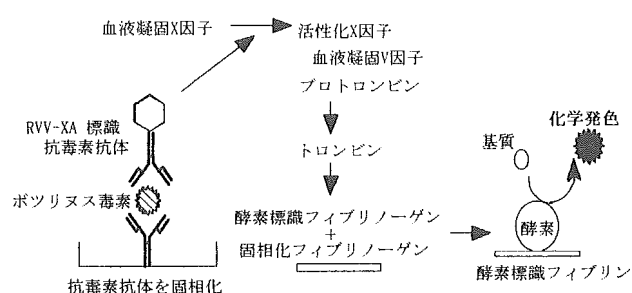 血液凝固X因子
活性化X因子
血液凝固V因子
プロトロンビン
RVV-XA 標識
抗毒素抗体
トロンビン
ボツリヌス毒素
酵素標識フィブリノーゲン
+
固相化フィブリノーゲン
抗毒素抗体を固相化
化学発色
基質
酵素
酵素標識フィブリン